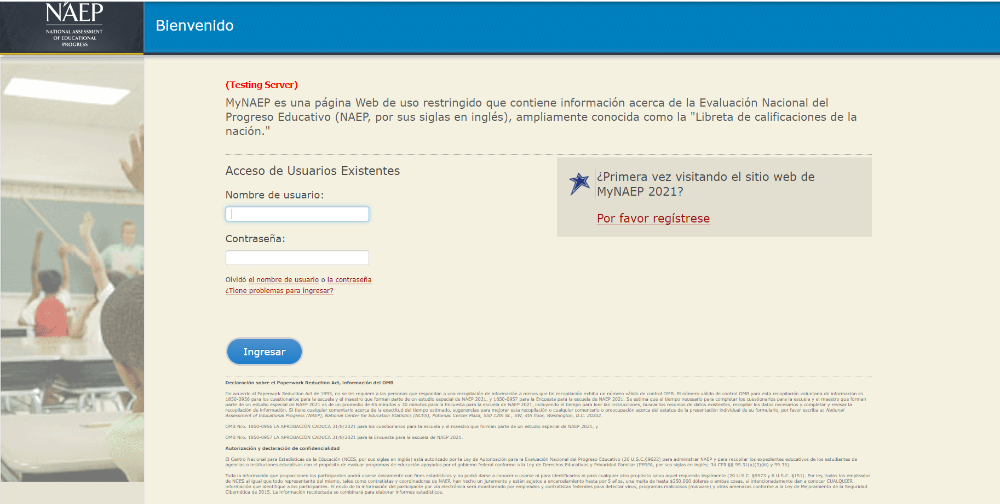 NAEP
NATIONAL ASSESSMENT
OF EDUCATIONAL
PROGRESS
Bienvenido
(Testing Server)
MyNAEP es una página Web de uso restringido que contiene información acerca de la Evaluación Nacional del
Progreso Educativo (NAEP, por sus siglas en inglés), ampliamente conocida como la "Libreta de calificaciones de la
nación."
Acceso de Usuarios Existentes
Nombre de usuario:
Contraseña:
Olvidó el nombre de usuario o la contraseña
¿Tiene problemas para ingresar?
Ingresar
¿Primera vez visitando el sitio web de
MyNAEP 2021?
Por favor regístrese
Declaración sobre el Paperwork Reduction Act, información del OMB
De acuerdo al Paperwork Reduction Act de 1995, no se les requiere a las personas que respondan a una recopilación de información a menos que tal recopilación exhiba un número válido de control OMB. El número válido de control OMB para esta recopilación voluntaria de información es
1850-0956 para los cuestionarios para la escuela y el maestro que forman parte de un estudio especial de NAEP 2021, y 1850-0957 para la Encuesta para la escuela de NAEP 2021. Se estima que el tiempo necesario para completar los cuestionarios para la escuela y el maestro que forman
parte de un estudio especial de NAEP 2021 es de un promedio de 65 minutos y 30 minutos para la Encuesta para la escuela de NAEP 2021, incluyendo el tiempo para leer las instrucciones, buscar los recursos de datos existentes, recopilar los datos necesarios y completar y revisar la
recopilación de información. Si tiene cualquier comentario acerca de la exactitud del tiempo estimado, sugerencias para mejorar esta recopilación o cualquier comentario o preocupación acerca del estatus de la presentación individual de su formulario, por favor escriba a: National
Assessment of Educational Progress (NAEP), National Center for Education Statistics (NCES), Potomac Center Plaza, 550 12th St., SW, 4th floor, Washington, D.C. 20202.
OMB Nro. 1850-0956 LA APROBACIÓN CADUCA 31/8/2021 para los cuestionarios para la escuela y el maestro que forman parte de un estudio especial de NAEP 2021, y
OMB Nro. 1850-0957 LA APROBACIÓN CADUCA 31/8/2021 para la Encuesta para la escuela de NAEP 2021.
Autorización y declaración de confidencialidad
El Centro Nacional para Estadísticas de la Educación (NCES, por sus siglas en inglés) está autorizado por la Ley de Autorización para la Evaluación Nacional del Progreso Educativo (20 U.S.C.§9622) para administrar NAEP y para recopilar los expedientes educativos de los estudiantes de
agencias o instituciones educativas con el propósito de evaluar programas de educación apoyados por el gobierno federal conforme a la Ley de Derechos Educativos y Privacidad Familiar (FERPA, por sus siglas en inglés; 34 CFR §§ 99.31(a)(3)(iii) y 99.35).
Toda la información que proporcionen los participantes podrá usarse únicamente con fines estadísticos y no podrá darse a conocer o usarse ni para identificarlos ni para cualquier otro propósito salvo aquel requerido legalmente (20 U.S.C. §9573 y 6 U.S.C. §151). Por ley, todos los empleados
de NCES al igual que todo representante del mismo, tales como contratistas y coordinadores de NAEP, han hecho un juramento y están sujetos a encarcelamiento hasta por 5 años, una multa de hasta $250,000 dólares o ambas cosas, si intencionadamente dan a conocer CUALQUIER
información que identifique a los participantes. El envío de la información del participante por vía electrónica será monitoreado por empleados y contratistas federales para detectar virus, programas maliciosos (malware) y otras amenazas conforme a la Ley de Mejoramiento de la Seguridad
Cibernética de 2015. La información recolectada se combinará para elaborar informes estadísticos.